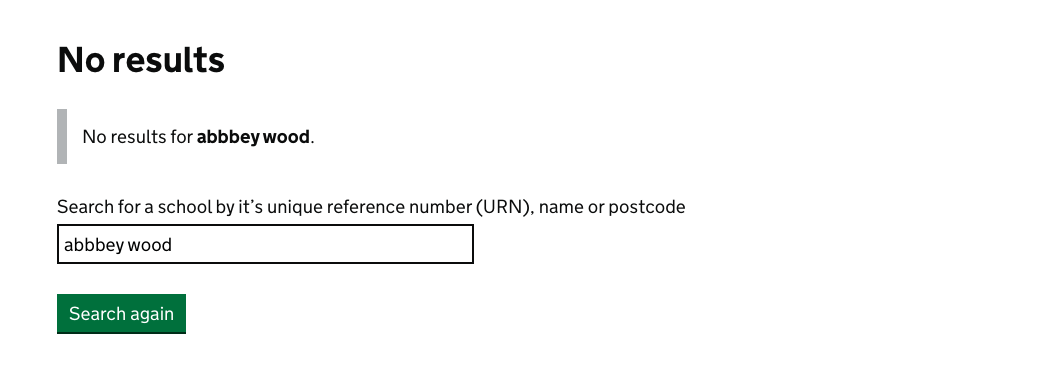 No results
No results for abbbey wood.
Search for a school by it’s unique reference number (URN), name or postcode
abbbey wood
Search again